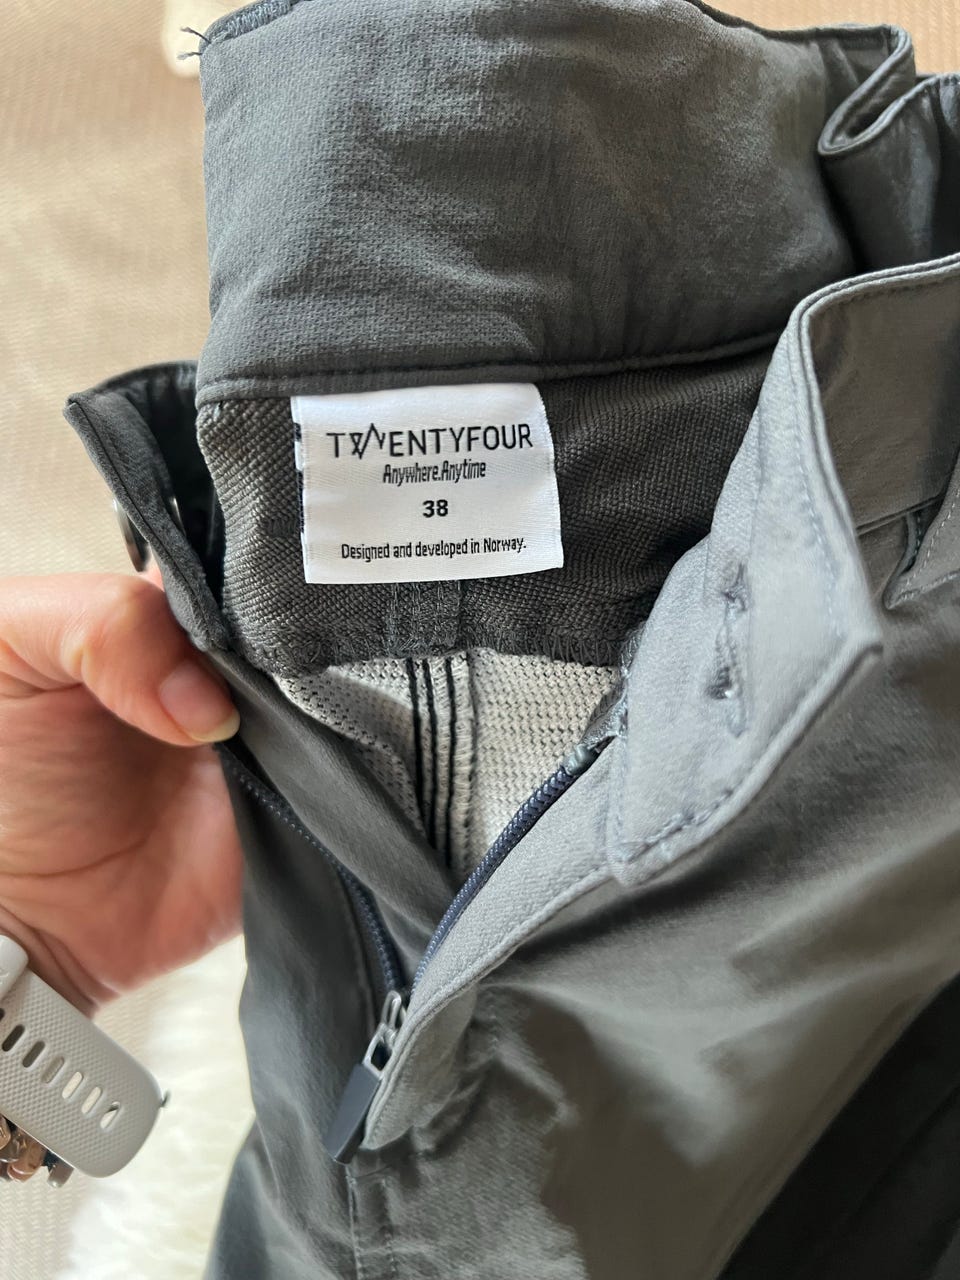 TWENTYFOUR
Anywhere.Anytime
38
Designed and developed in Norway.